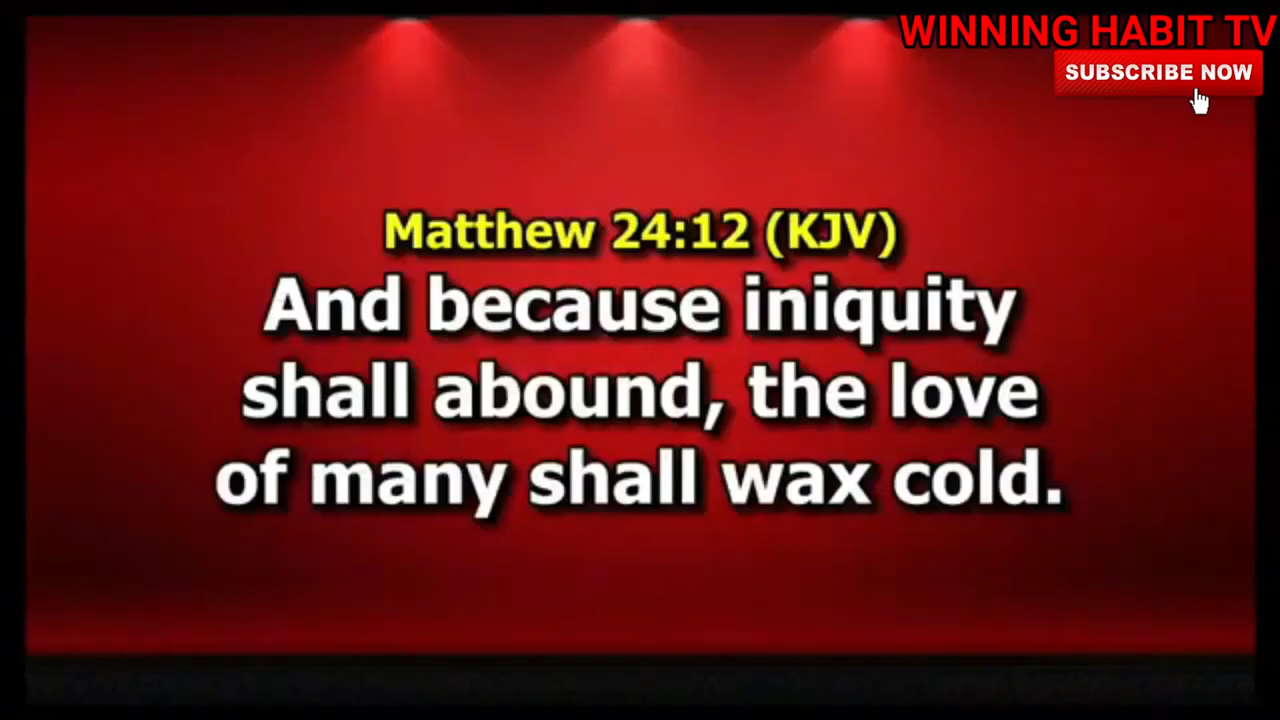 WINNING HABIT TV
SUBSCRIBE NOW
Matthew 24:12 (KJV)
And because iniquity
shall abound, the love
of many shall wax cold.